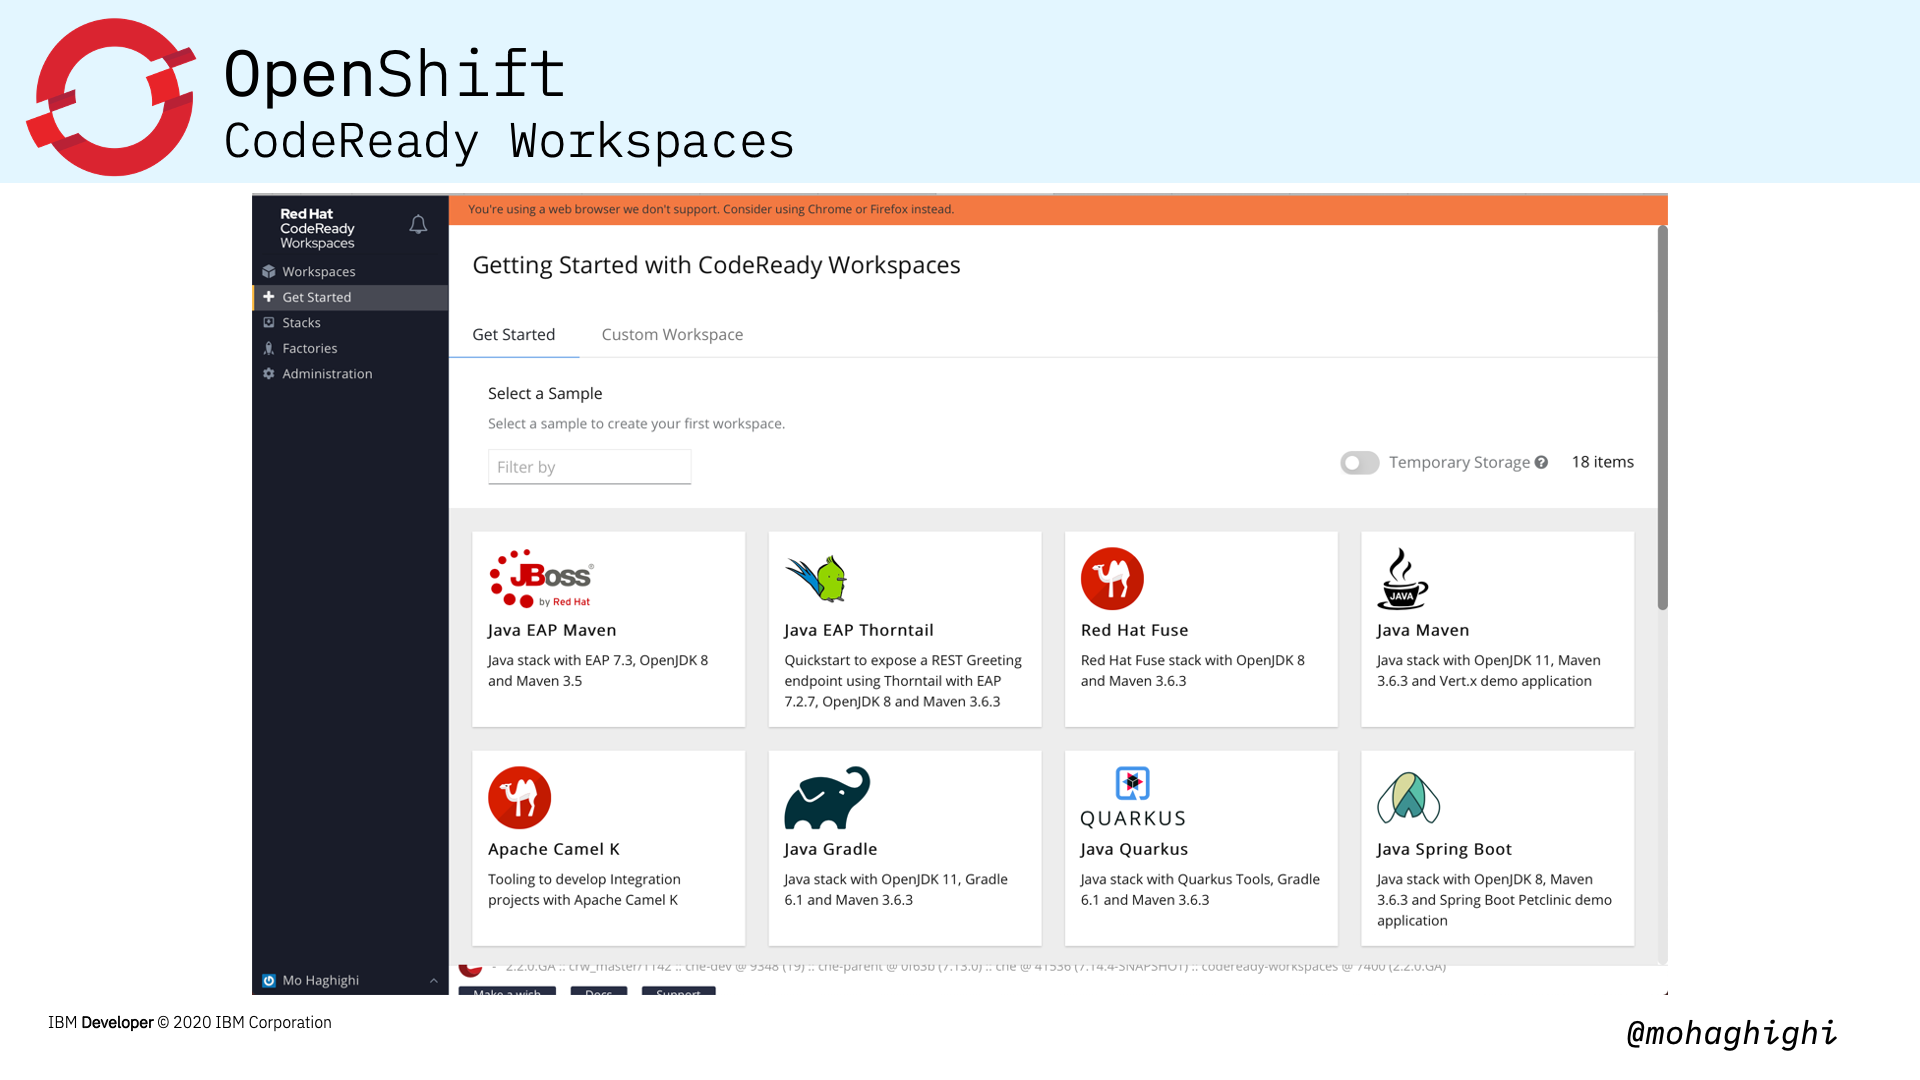 OpenShift
CodeReady Workspaces
Red Hat
CodeReady
Workspaces
You're using a web browser we don't support. Consider using Chrome or Firefox instead.
Workspaces
Get Started
Stacks
Factories
Administration
Getting Started with CodeReady Workspaces
Get Started
Custom Workspace
Select a Sample
Select a sample to create your first workspace.
Filter by
Temporary Storage
18 items
JBoss
by Red Hat
Java EAP Maven
Java stack with EAP 7.3, OpenJDK 8
and Maven 3.5
Java EAP Thorntail
Quickstart to expose a REST Greeting
endpoint using Thorntail with EAP
7.2.7, OpenJDK 8 and Maven 3.6.3
Red Hat Fuse
Red Hat Fuse stack with OpenJDK 8
and Maven 3.6.3
JAVA
Java Maven
Java stack with OpenJDK 11, Maven
3.6.3 and Vert.x demo application
Apache Camel K
Tooling to develop Integration
projects with Apache Camel K
Java Gradle
Java stack with OpenJDK 11, Gradle
6.1 and Maven 3.6.3
QUARKUS
Java Quarkus
Java stack with Quarkus Tools, Gradle
6.1 and Maven 3.6.3
Java Spring Boot
Java stack with OpenJDK 8, Maven
3.6.3 and Spring Boot Petclinic demo
application
Mo Haghighi
- 2.2.0.GA :: crw_master/1142 :: che-dev @ 9348 (19) :: che-parent @ 0f63b (7.13.0) :: che @ 41536 (7.14.4-SNAPSHOT) :: codeready-workspaces @ 7400 (2.2.0.GA)
Make a wish
Docs
Support
IBM Developer © 2020 IBM Corporation
@mohaghighi